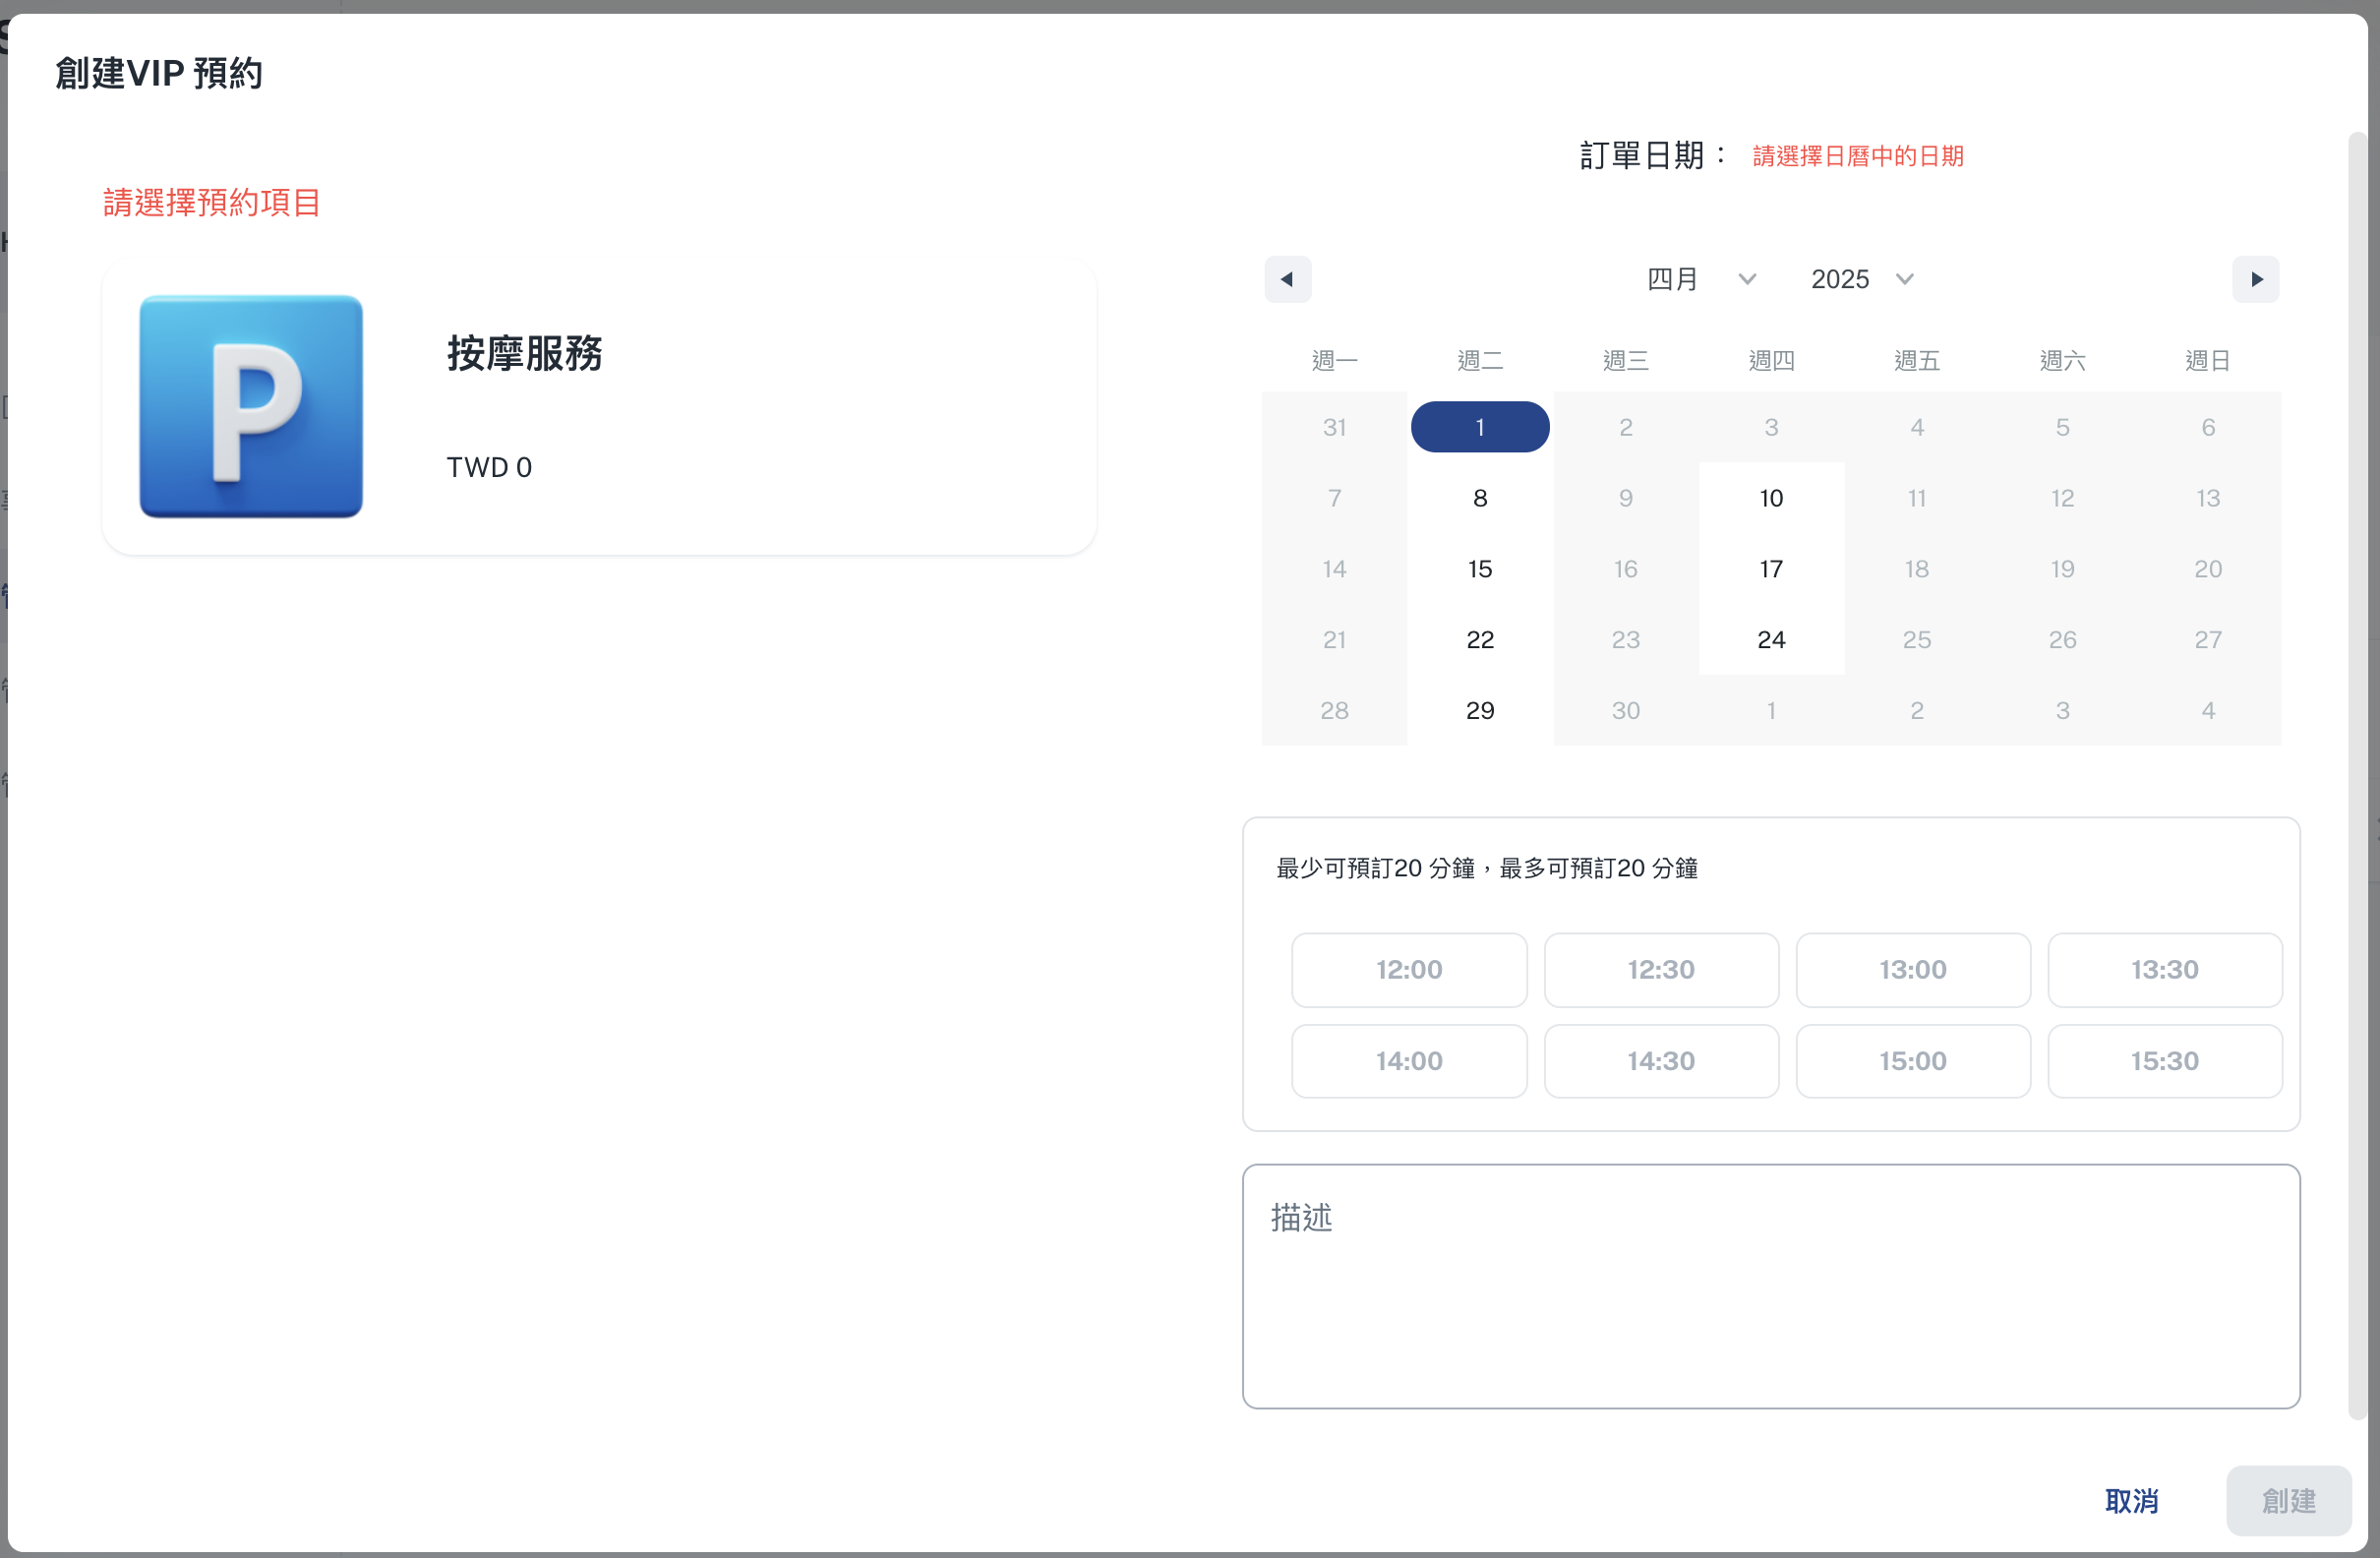 創建VIP 預約
請選擇預約項目
P
按摩服務
TWD 0
訂單日期： 請選擇日曆中的日期
四月 2025
週一 週二 週三 週四 週五 週六 週日
31 1 2 3 4 5 6
7 8 9 10 11 12 13
14 15 16 17 18 19 20
21 22 23 24 25 26 27
28 29 30 1 2 3 4
最少可預訂20 分鐘，最多可預訂20 分鐘
12:00 12:30 13:00 13:30
14:00 14:30 15:00 15:30
描述
取消 創建